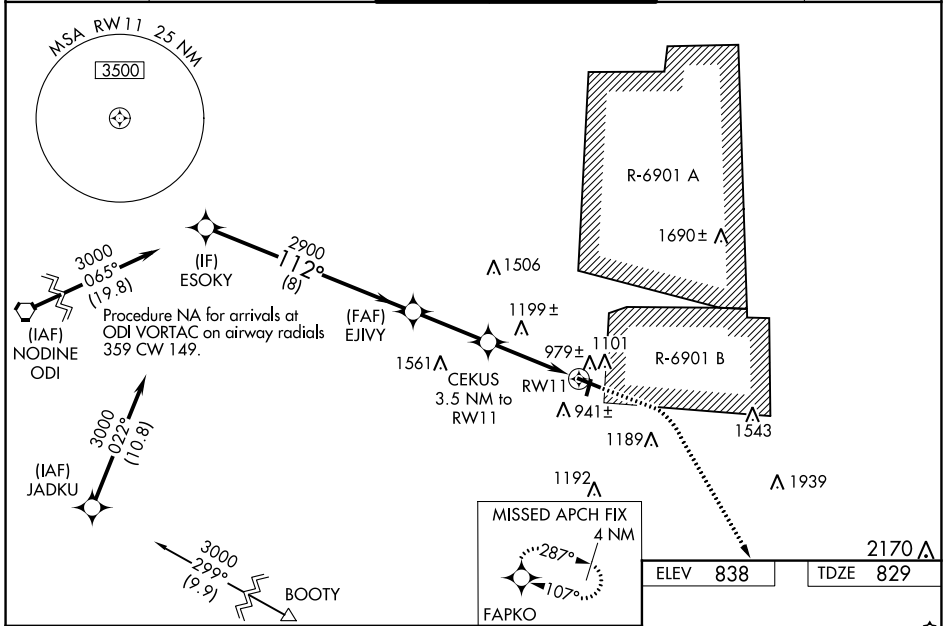 MSA RW11 25 NM
3500
3000
065°
(19.8)
(IAF)
NODINE
ODI
Procedure NA for arrivals at
ODI VORTAC on airway radials
359 CW 149.
(IF)
ESOKY
2900
112°
(8)
(FAF)
EJIVY
1506
1199±
1561
CEKUS
3.5 NM to
RW11
979±
1101
RW11
941±
1189
1192
R-6901 A
1690±
R-6901 B
1543
1939
2170
3000
022°
(10.8)
(IAF)
JADKU
3000
299°
(9.9)
BOOTY
MISSED APCH FIX
4 NM
287°
107°
FAPKO
ELEV 838
TDZE 829